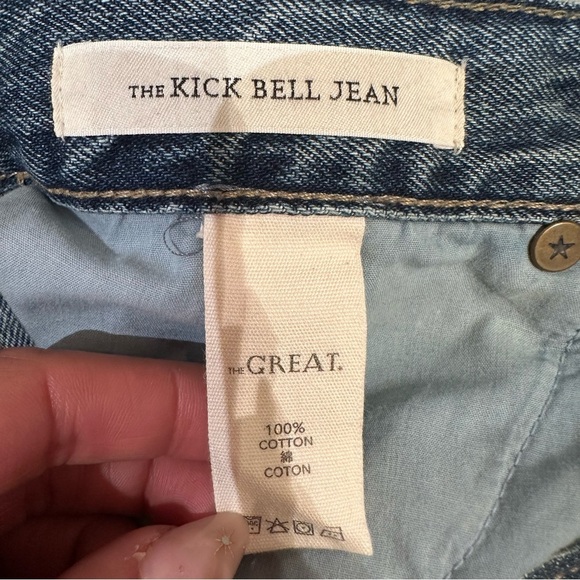 THE KICK BELL JEAN
THE GREAT.
100%
COTTON
綿
COTON